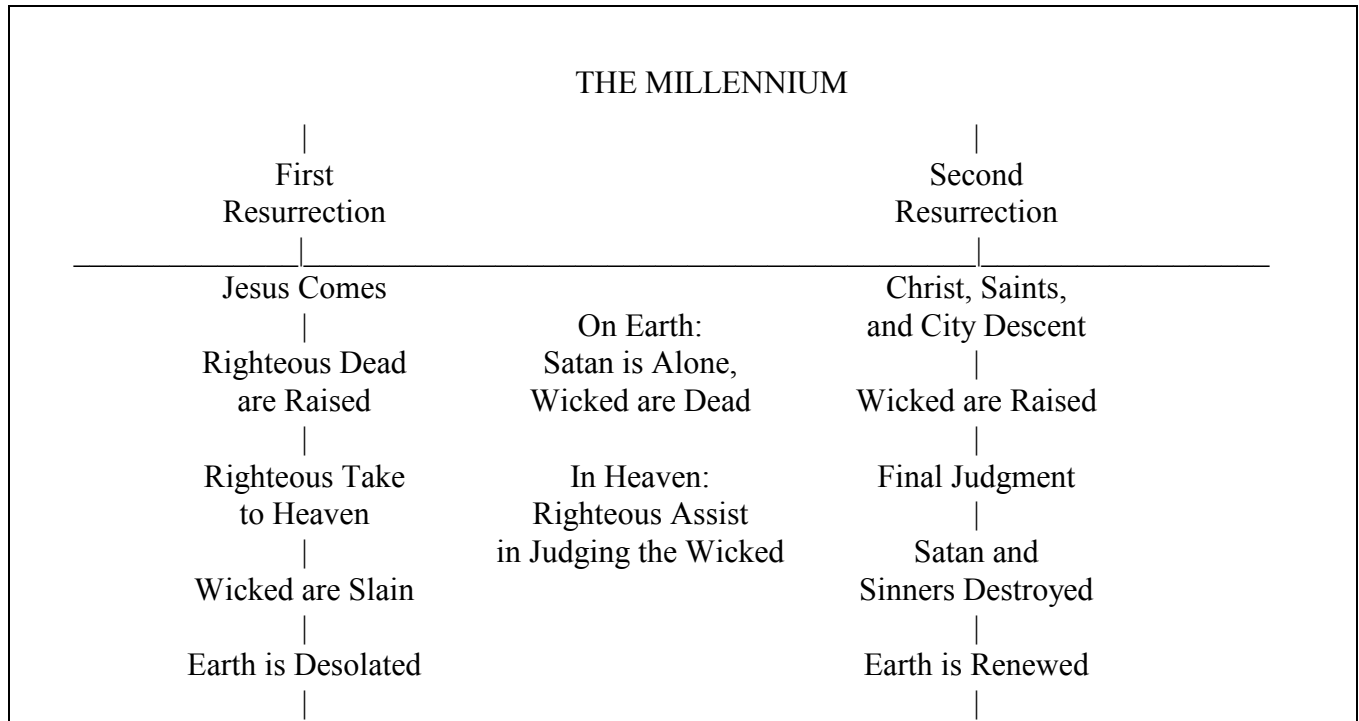 THE MILLENNIUM
First
Resurrection
Jesus Comes
Righteous Dead
are Raised
Righteous Take
to Heaven
Wicked are Slain
Earth is Desolated
On Earth:
Satan is Alone,
Wicked are Dead
In Heaven:
Righteous Assist
in Judging the Wicked
Second
Resurrection
Christ, Saints,
and City Descent
Wicked are Raised
Final Judgment
Satan and
Sinners Destroyed
Earth is Renewed